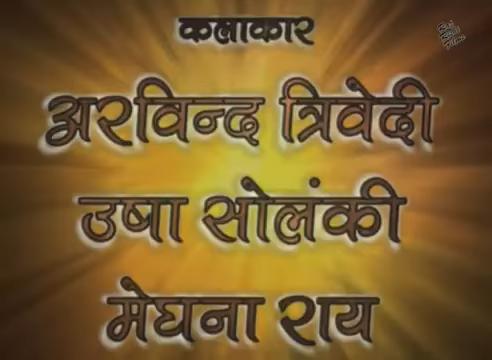 कलाकार
अरविन्द त्रिवेदी
उषा सोलंकी
मेघना राय